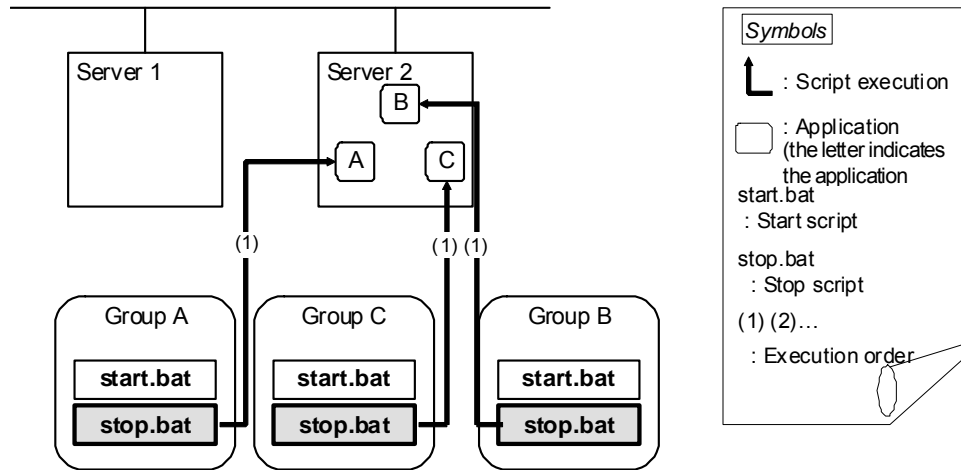 Server 1
Server 2
B
A
C
(1)
(1)
(1)
Group A
start.bat
stop.bat
Group C
start.bat
stop.bat
Group B
start.bat
stop.bat
Symbols
: Script execution
: Application
(the letter indicates
the application
start.bat
: Start script
stop.bat
: Stop script
(1) (2)…
: Execution order